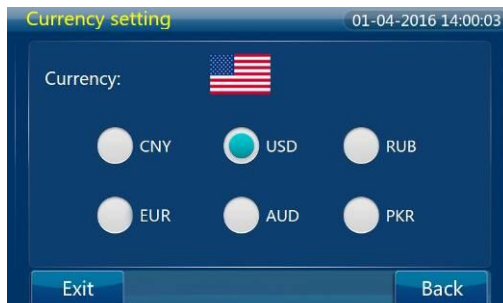 Currency setting 01-04-2016 14:00:03
Currency:
CNY USD RUB
EUR AUD PKR
Exit Back